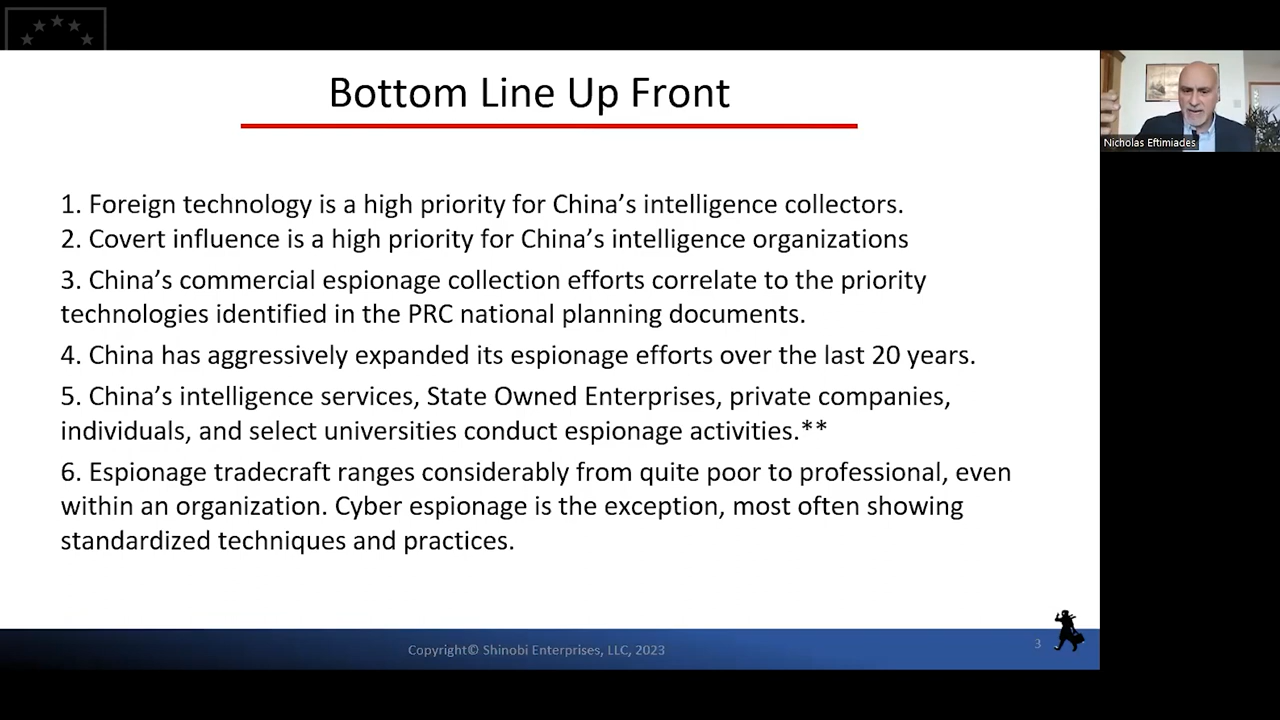 Bottom Line Up Front
Nicholas Eftimiades
1. Foreign technology is a high priority for China’s intelligence collectors.
2. Covert influence is a high priority for China’s intelligence organizations
3. China’s commercial espionage collection efforts correlate to the priority
technologies identified in the PRC national planning documents.
4. China has aggressively expanded its espionage efforts over the last 20 years.
5. China’s intelligence services, State Owned Enterprises, private companies,
individuals, and select universities conduct espionage activities.**
6. Espionage tradecraft ranges considerably from quite poor to professional, even
within an organization. Cyber espionage is the exception, most often showing
standardized techniques and practices.
Copyright© Shinobi Enterprises, LLC, 2023
3